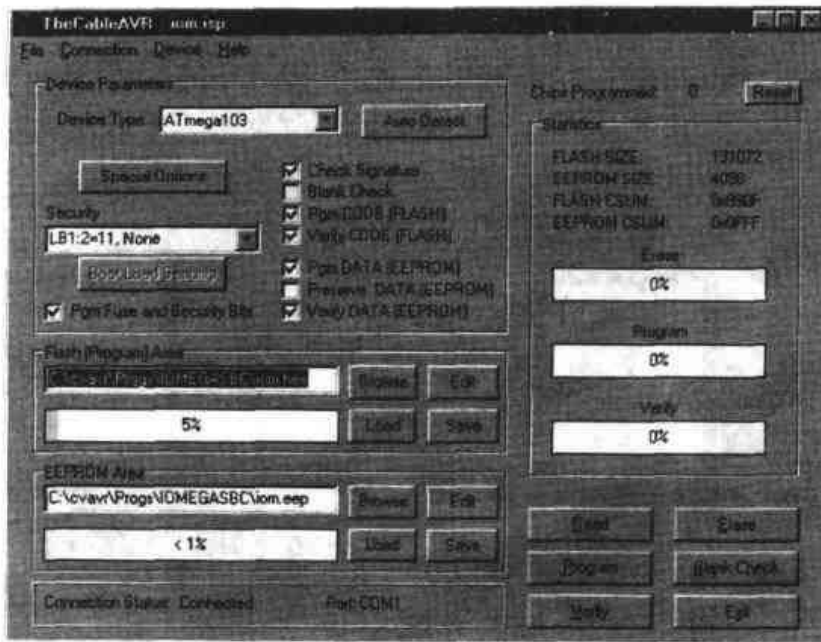 TheCableAVR iom.isp
File Connection Device Help
Device Parameters
Device Type: ATmega103
Auto Detect
Special Options
Security
LB1:2=11, None
Pgm Fuse and Security Bits
Check Signature
Blank Check
Pgm CODE (FLASH)
Verify CODE (FLASH)
Pgm DATA (EEPROM)
Preserve DATA (EEPROM)
Verify DATA (EEPROM)
Flash (Program) Area
Browse
Edit
5%
Load
Save
EEPROM Area
C:\cvavr\Progs\IOMEGASBC\iom.eep
Browse
Edit
< 1%
Load
Save
Connection Status: Connected
Port: COM1
Chips Programmed: 0
Reset
Statistics
FLASH SIZE: 131072
EEPROM SIZE: 4096
FLASH CSUM:
EEPROM CSUM: 0x0FFF
Erase
0%
Program
0%
Verify
0%
Read
Erase
Program
Blank Check
Verify
Exit